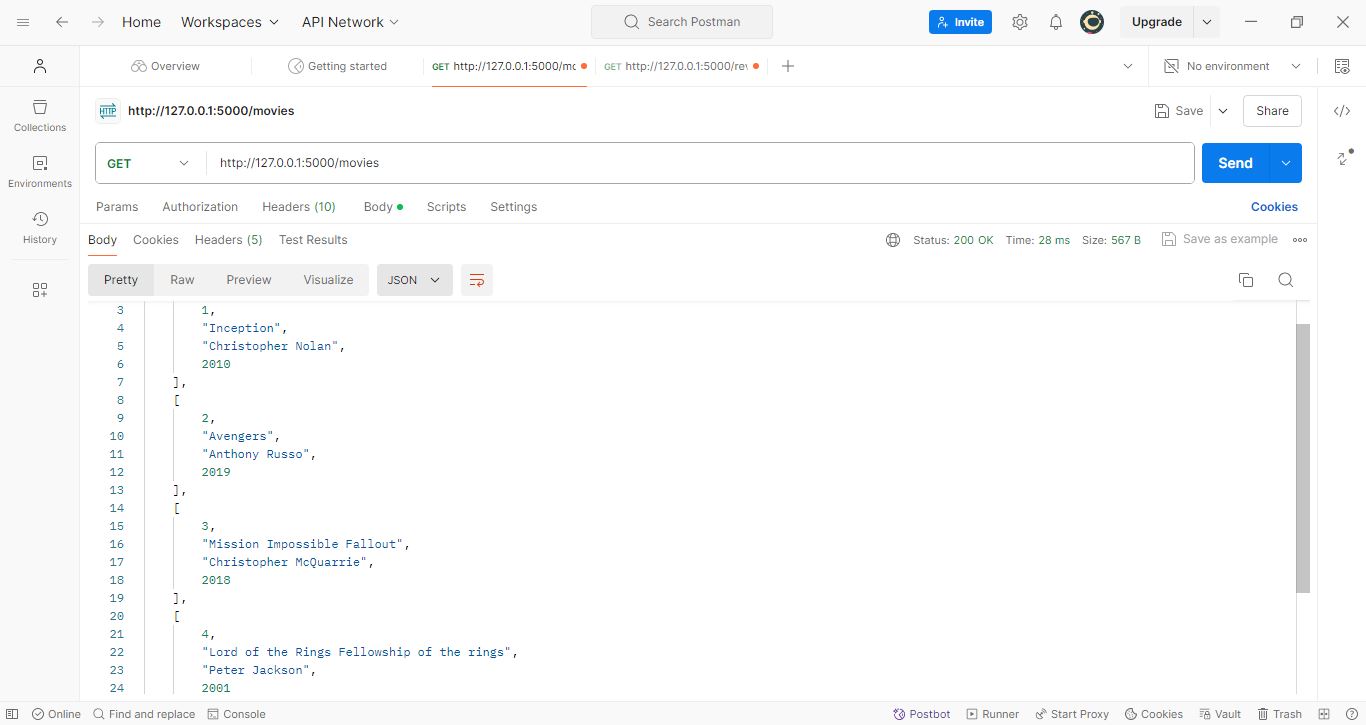 Home Workspaces API Network Search Postman Invite Upgrade
Overview Getting started GET http://127.0.0.1:5000/mo GET http://127.0.0.1:5000/rev No environment
HTTP http://127.0.0.1:5000/movies Save Share
Collections
GET http://127.0.0.1:5000/movies Send
Environments
Params Authorization Headers (10) Body Scripts Settings Cookies
History
Body Cookies Headers (5) Test Results Status: 200 OK Time: 28 ms Size: 567 B Save as example
Pretty Raw Preview Visualize JSON
3 1,
4 "Inception",
5 "Christopher Nolan",
6 2010
7 ],
8 [
9 2,
10 "Avengers",
11 "Anthony Russo",
12 2019
13 ],
14 [
15 3,
16 "Mission Impossible Fallout",
17 "Christopher McQuarrie",
18 2018
19 ],
20 [
21 4,
22 "Lord of the Rings Fellowship of the rings",
23 "Peter Jackson",
24 2001
Online Find and replace Console Postbot Runner Start Proxy Cookies Vault Trash